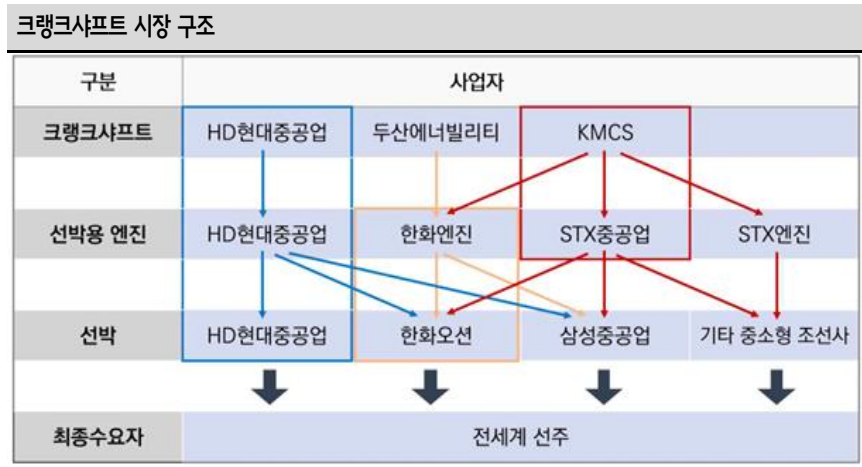 크랭크샤프트 시장 구조
구분 사업자
크랭크샤프트 HD현대중공업 두산에너빌리티 KMCS
선박용 엔진 HD현대중공업 한화엔진 STX중공업 STX엔진
선박 HD현대중공업 한화오션 삼성중공업 기타 중소형 조선사
최종수요자 전세계 선주